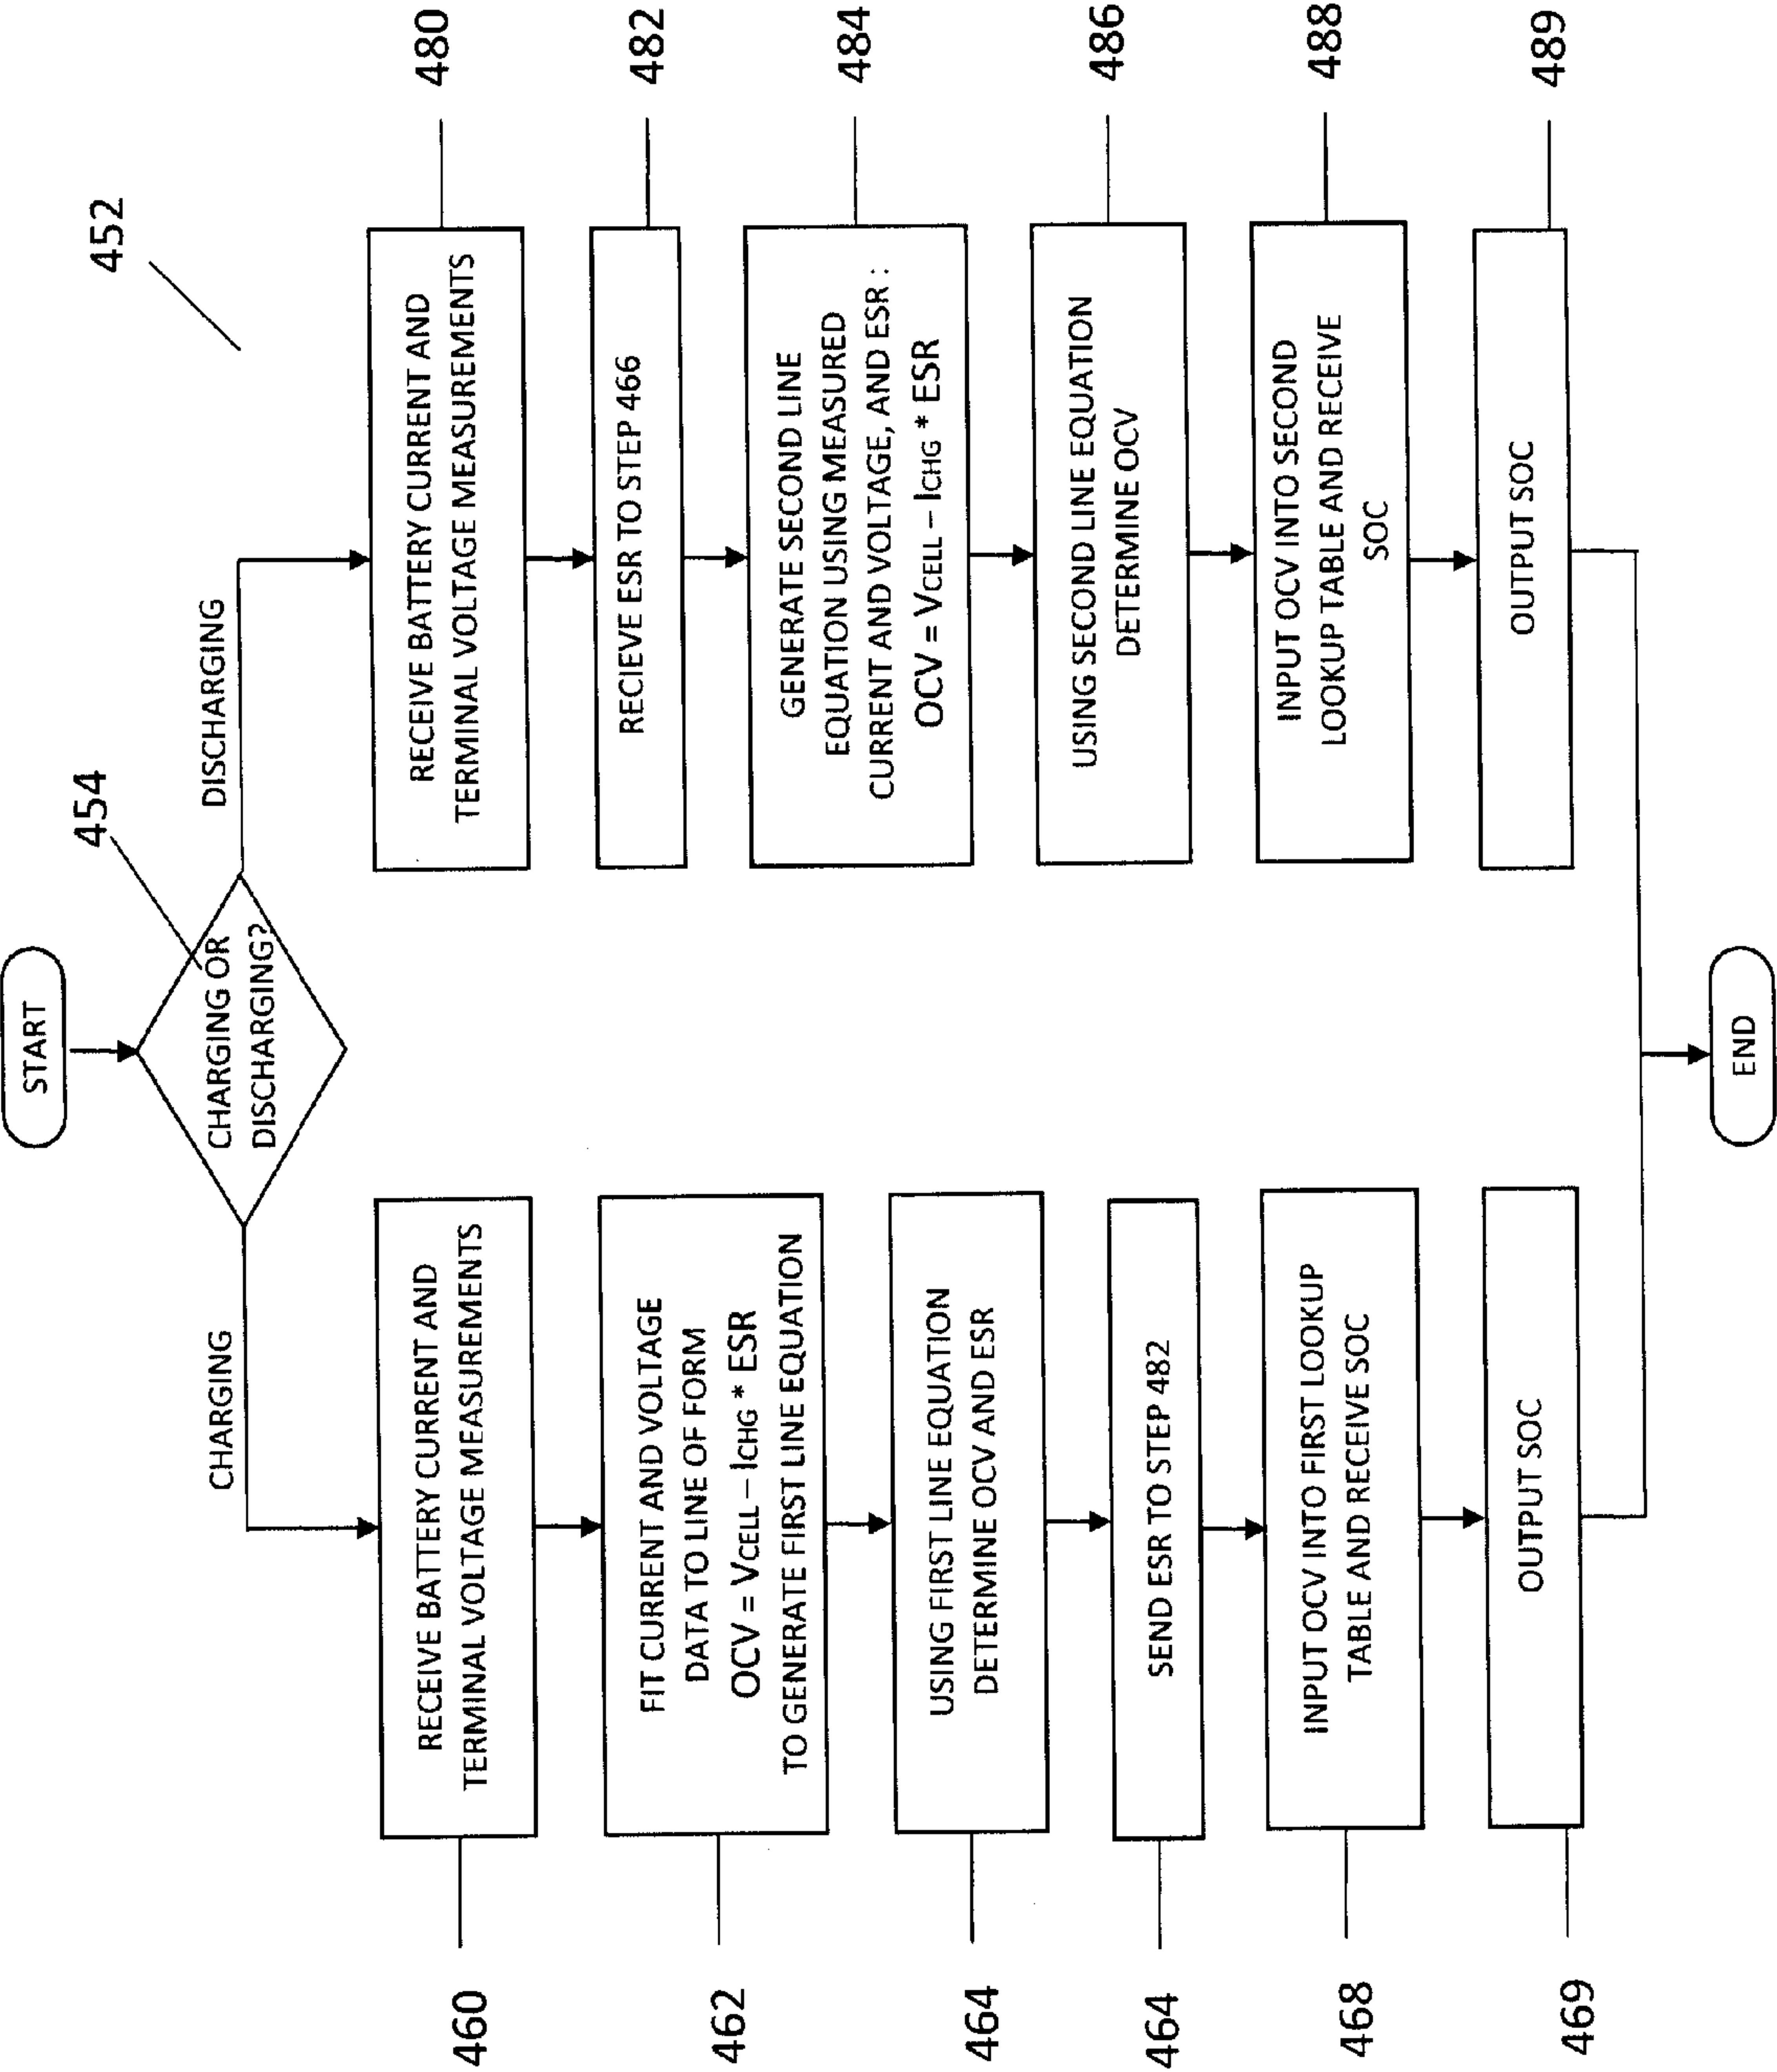 START
452
454
CHARGING OR
DISCHARGING?
CHARGING
DISCHARGING
460
RECEIVE BATTERY CURRENT AND
TERMINAL VOLTAGE MEASUREMENTS
462
FIT CURRENT AND VOLTAGE
DATA TO LINE OF FORM
OCV = VCELL – ICHG * ESR
TO GENERATE FIRST LINE EQUATION
464
USING FIRST LINE EQUATION
DETERMINE OCV AND ESR
464
SEND ESR TO STEP 482
468
INPUT OCV INTO FIRST LOOKUP
TABLE AND RECEIVE SOC
469
OUTPUT SOC
RECEIVE BATTERY CURRENT AND
TERMINAL VOLTAGE MEASUREMENTS
480
RECIEVE ESR TO STEP 466
482
GENERATE SECOND LINE
EQUATION USING MEASURED
CURRENT AND VOLTAGE, AND ESR :
OCV = VCELL – ICHG * ESR
484
USING SECOND LINE EQUATION
DETERMINE OCV
486
INPUT OCV INTO SECOND
LOOKUP TABLE AND RECEIVE
SOC
488
OUTPUT SOC
489
END